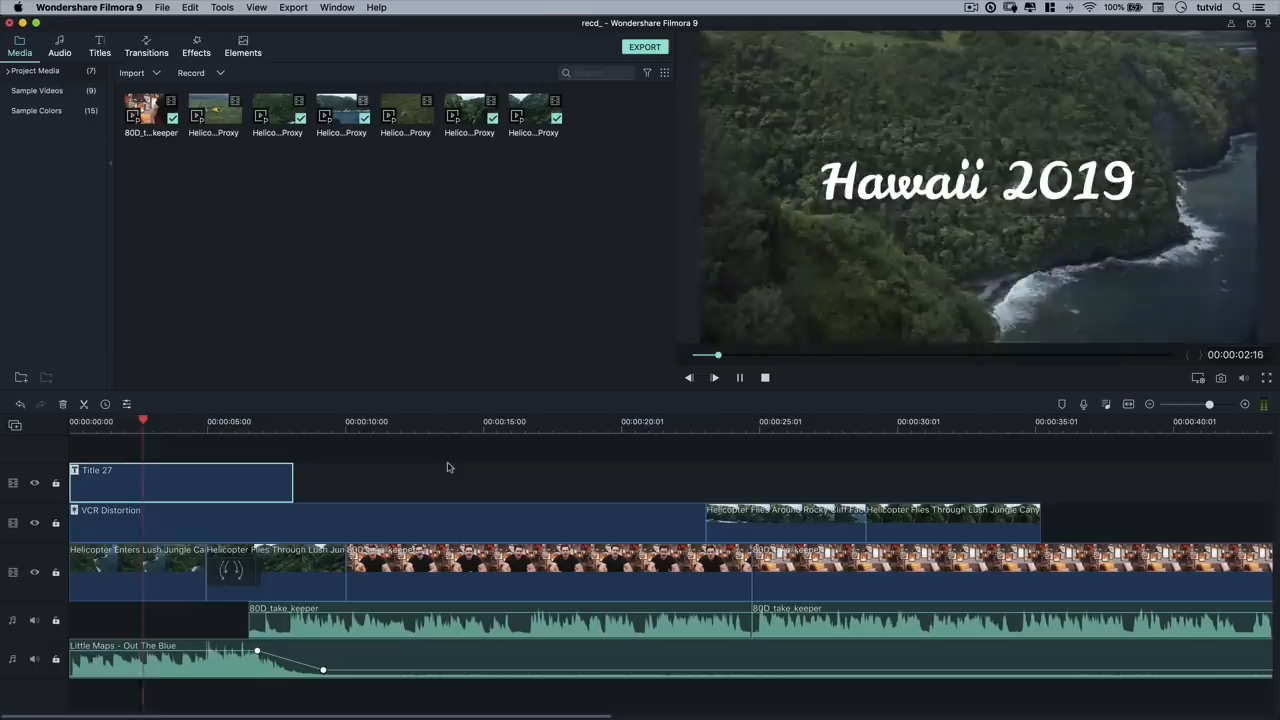 Wondershare Filmora 9 File Edit Tools View Export Window Help 100% tutvid
recd_ - Wondershare Filmora 9
Media Audio Titles Transitions Effects Elements EXPORT
Project Media (7) Import Record Search
Sample Videos (9)
Sample Colors (15)
80D_t...keeper Helico...Proxy Helico...Proxy Helico...Proxy Helico...Proxy Helico...Proxy Helico...Proxy
Hawaii 2019
00:00:02:16
00:00:00:00 00:00:05:00 00:00:10:00 00:00:15:00 00:00:20:01 00:00:25:01 00:00:30:01 00:00:35:01 00:00:40:01
T Title 27
VCR Distortion Helicopter Flies Around Rocky Cliff Fac Helicopter Flies Through Lush Jungle Cany
Helicopter Enters Lush Jungle Ca Helicopter Flies Through Lush Jun 80D_take_keeper 80D_take_keeper
80D_take_keeper 80D_take_keeper
Little Maps - Out The Blue